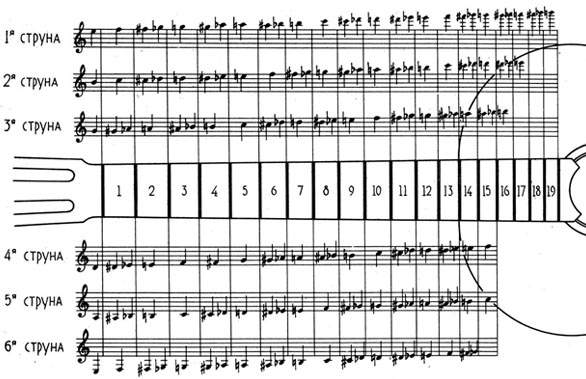 1ª струна
2ª струна
3ª струна
1 2 3 4 5 6 7 8 9 10 11 12 13 14 15 16 17 18 19
4ª струна
5ª струна
6ª струна